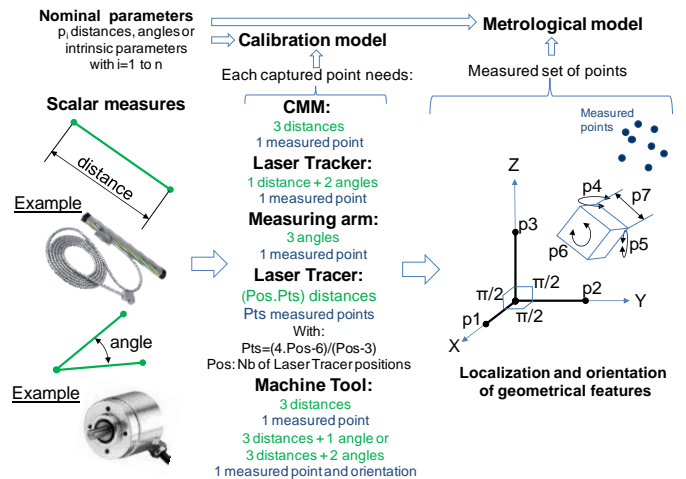 Nominal parameters
pi distances, angles or
intrinsic parameters
with i=1 to n
Calibration model
Metrological model
Each captured point needs:
Measured set of points
Scalar measures
distance
Example
angle
Example
CMM:
3 distances
1 measured point
Laser Tracker:
1 distance + 2 angles
1 measured point
Measuring arm:
3 angles
1 measured point
Laser Tracer:
(Pos.Pts) distances
Pts measured points
With:
Pts=(4.Pos-6)/(Pos-3)
Pos: Nb of Laser Tracer positions
Machine Tool:
3 distances
1 measured point
3 distances + 1 angle or
3 distances + 2 angles
1 measured point and orientation
Measured
points
Z
p4
p7
p3
p6
p5
π/2
π/2
p2
p1
π/2
Y
X
Localization and orientation
of geometrical features